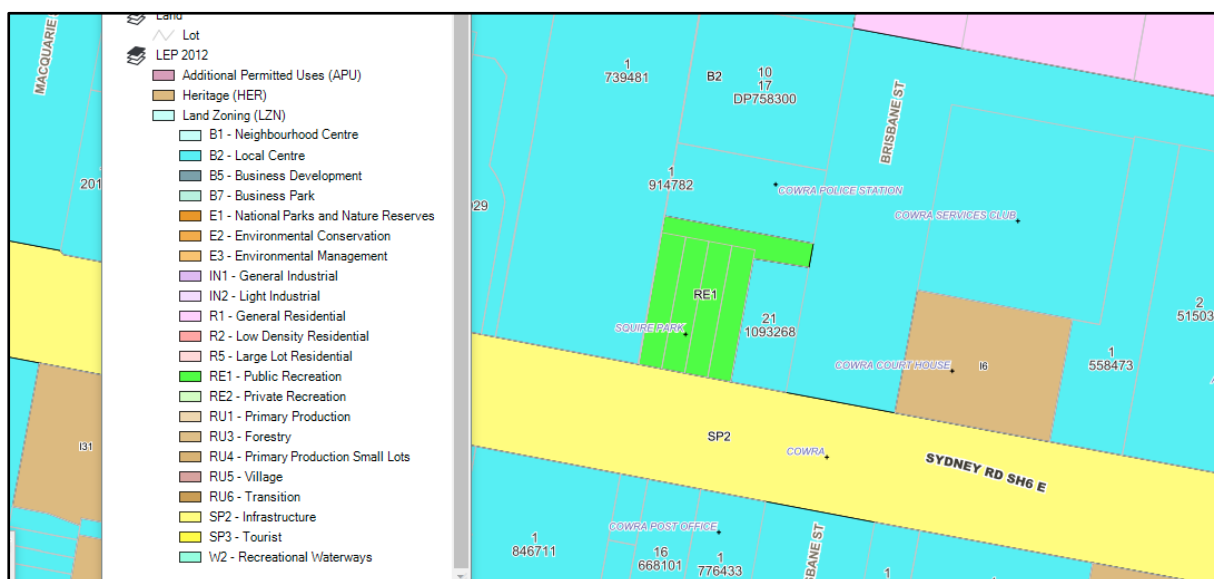 Land
Lot
LEP 2012
Additional Permitted Uses (APU)
Heritage (HER)
Land Zoning (LZN)
B1 - Neighbourhood Centre
B2 - Local Centre
B5 - Business Development
B7 - Business Park
E1 - National Parks and Nature Reserves
E2 - Environmental Conservation
E3 - Environmental Management
IN1 - General Industrial
IN2 - Light Industrial
R1 - General Residential
R2 - Low Density Residential
R5 - Large Lot Residential
RE1 - Public Recreation
RE2 - Private Recreation
RU1 - Primary Production
RU3 - Forestry
RU4 - Primary Production Small Lots
RU5 - Village
RU6 - Transition
SP2 - Infrastructure
SP3 - Tourist
W2 - Recreational Waterways
MACQUARIE
201
I31
1
739481
B2
10
17
DP758300
BRISBANE ST
1
914782
COWRA POLICE STATION
COWRA SERVICES CLUB
029
RE1
SQUIRE PARK
21
1093268
2
51503
1
558473
COWRA COURT HOUSE
I6
SP2
COWRA
SYDNEY RD SH6 E
COWRA POST OFFICE
1
846711
16
668101
1
776433
BRISBANE ST
1
1